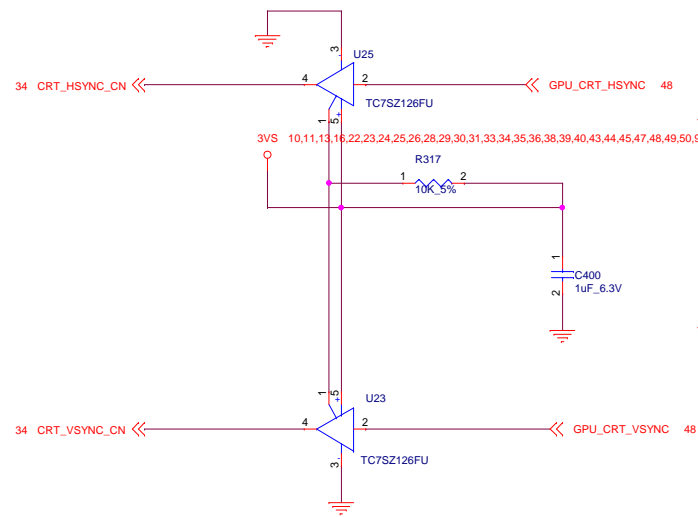 3
U25
34 CRT_HSYNC_CN
4
2
GPU_CRT_HSYNC 48
TC7SZ126FU
1
5
+
3VS 10,11,13,16,22,23,24,25,26,28,29,30,31,33,34,35,36,38,39,40,43,44,45,47,48,49,50,9
R317
1
2
10K_5%
1
C400
2
1uF_6.3V
1
+
5
U23
34 CRT_VSYNC_CN
4
2
GPU_CRT_VSYNC 48
TC7SZ126FU
3